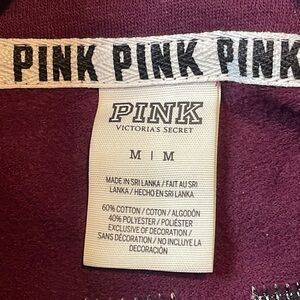 PINK PINK PINK
PINK
VICTORIA'S SECRET
M | M
MADE IN SRI LANKA / FAIT AU SRI
LANKA / HECHO EN SRI LANKA
60% COTTON / COTON / ALGODÓN
40% POLYESTER / POLIÉSTER
EXCLUSIVE OF DECORATION /
SANS DÉCORATION / NO INCLUYE LA
DECORACIÓN